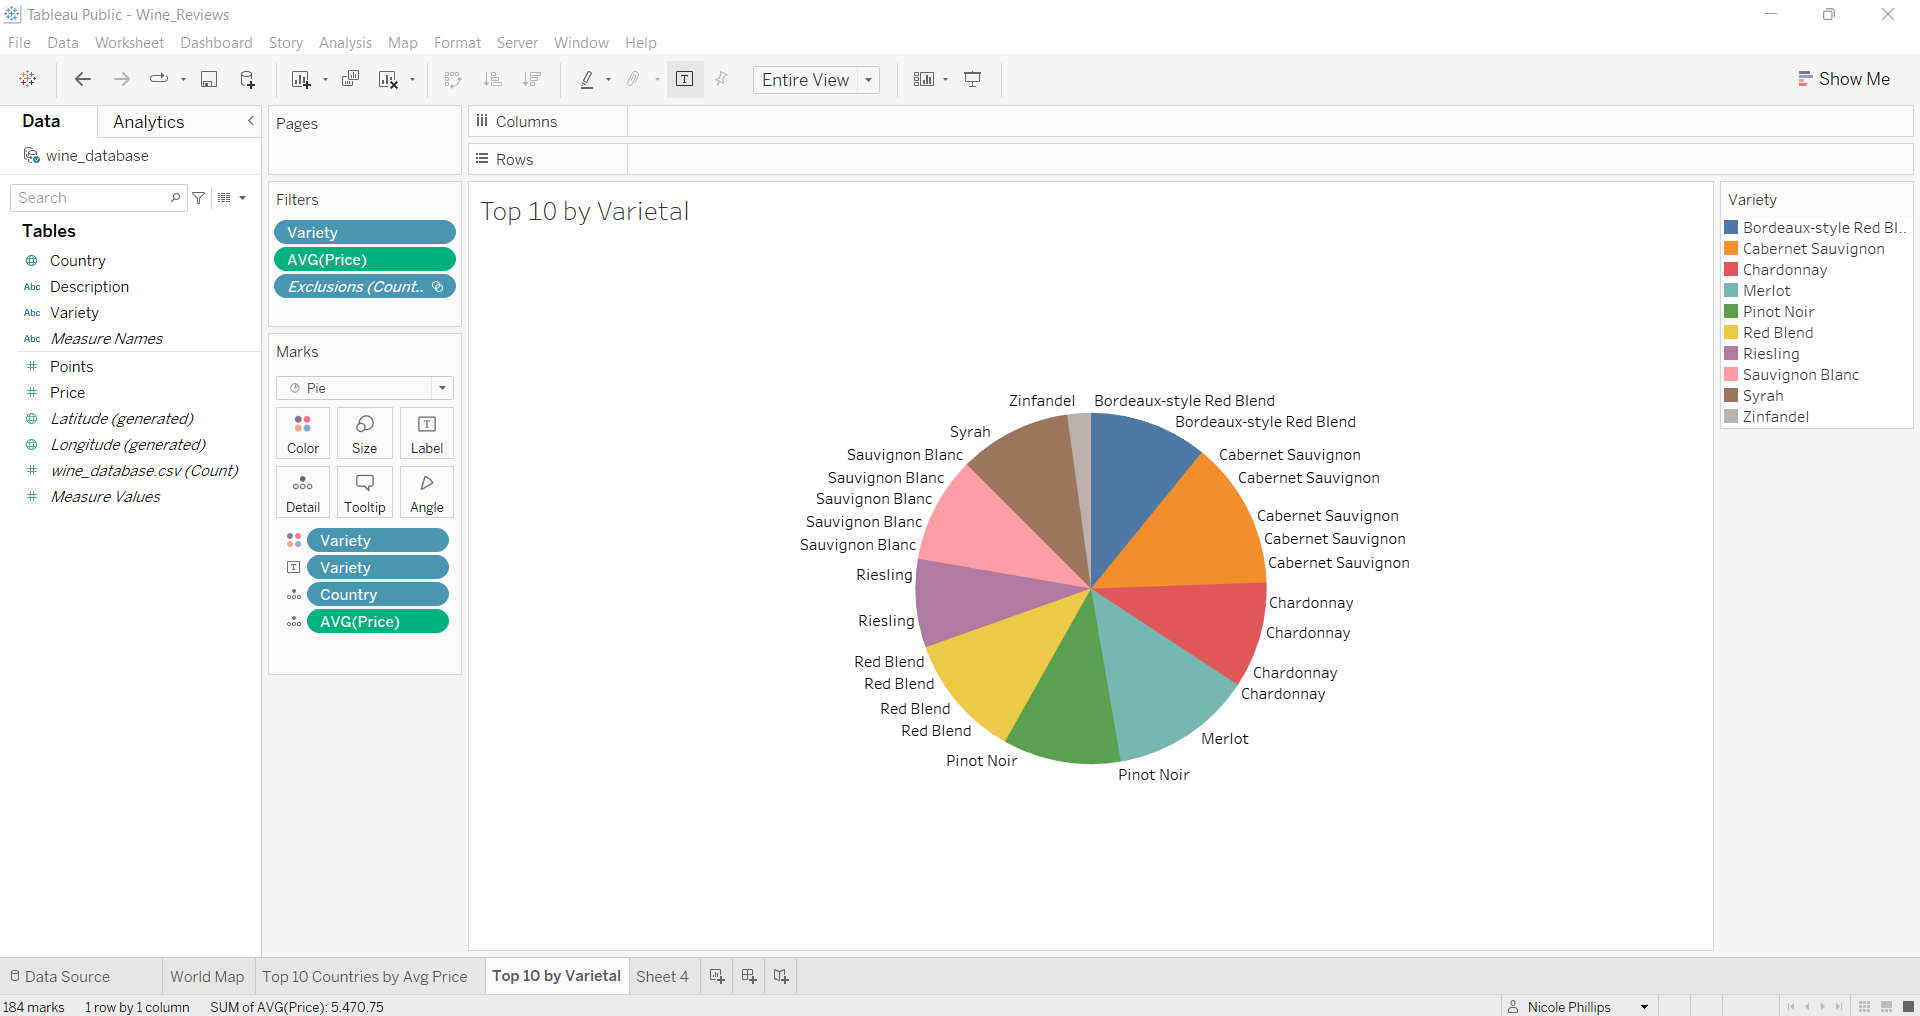 Tableau Public - Wine_Reviews
File Data Worksheet Dashboard Story Analysis Map Format Server Window Help
Entire View
Show Me
Data
Analytics
wine_database
Search
Tables
Country
Abc Description
Abc Variety
Abc Measure Names
Points
Price
Latitude (generated)
Longitude (generated)
wine_database.csv (Count)
Measure Values
Pages
Filters
Variety
AVG(Price)
Exclusions (Count..
Marks
Pie
Color
Size
Label
Detail
Tooltip
Angle
Variety
Variety
Country
AVG(Price)
Columns
Rows
Top 10 by Varietal
Zinfandel
Bordeaux-style Red Blend
Bordeaux-style Red Blend
Syrah
Sauvignon Blanc
Cabernet Sauvignon
Sauvignon Blanc
Cabernet Sauvignon
Sauvignon Blanc
Cabernet Sauvignon
Sauvignon Blanc
Cabernet Sauvignon
Sauvignon Blanc
Cabernet Sauvignon
Riesling
Chardonnay
Riesling
Chardonnay
Red Blend
Chardonnay
Red Blend
Chardonnay
Red Blend
Red Blend
Merlot
Pinot Noir
Pinot Noir
Variety
Bordeaux-style Red Bl..
Cabernet Sauvignon
Chardonnay
Merlot
Pinot Noir
Red Blend
Riesling
Sauvignon Blanc
Syrah
Zinfandel
Data Source
World Map
Top 10 Countries by Avg Price
Top 10 by Varietal
Sheet 4
184 marks
1 row by 1 column
SUM of AVG(Price): 5,470.75
Nicole Phillips